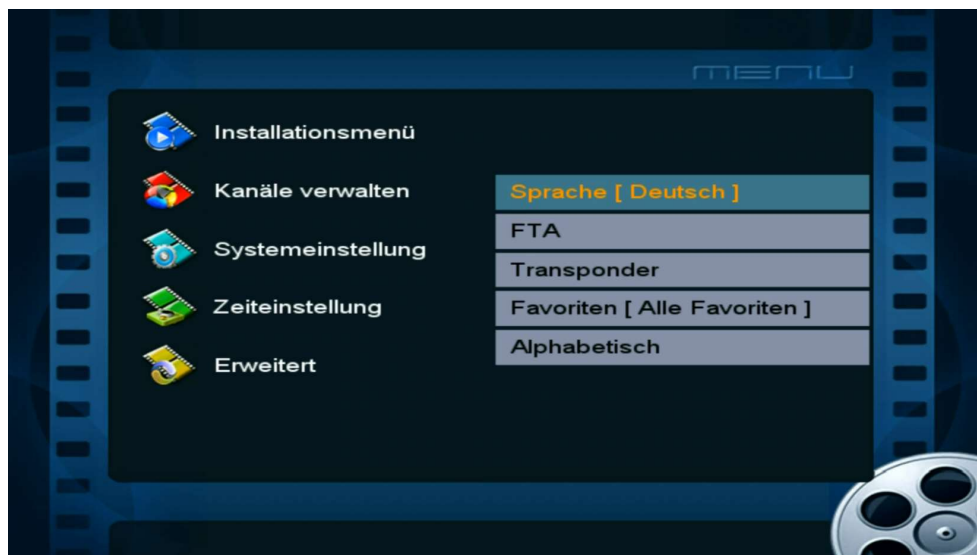 MENU
Installationsmenü
Kanäle verwalten
Systemeinstellung
Zeiteinstellung
Erweitert
Sprache [ Deutsch ]
FTA
Transponder
Favoriten [ Alle Favoriten ]
Alphabetisch